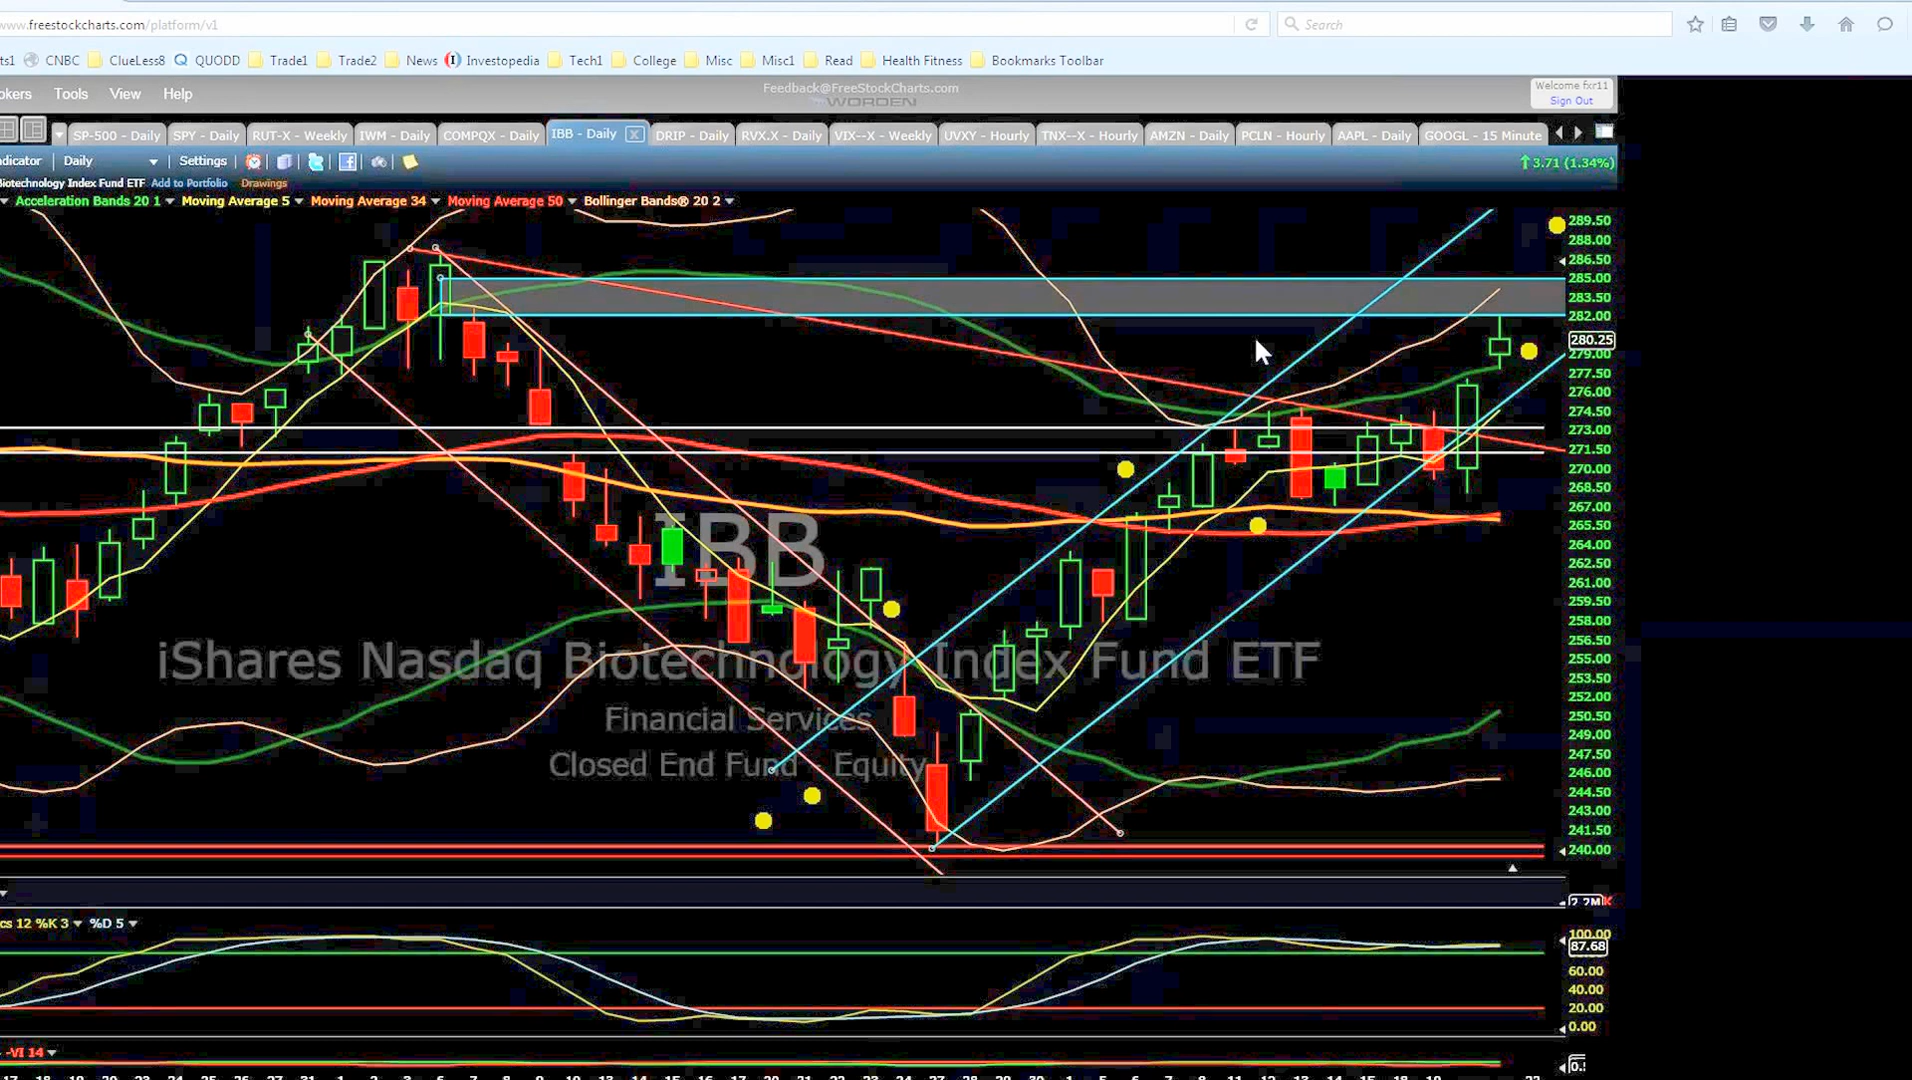 www.freestockcharts.com/platform/v1
Search
ts1 CNBC ClueLess8 QUODD Trade1 Trade2 News Investopedia Tech1 College Misc Misc1 Read Health Fitness Bookmarks Toolbar
okers Tools View Help
Feedback@FreeStockCharts.com
WORDEN
Welcome fxr11
Sign Out
SP-500 - Daily SPY - Daily RUT-X - Weekly IWM - Daily COMPQX - Daily IBB - Daily DRIP - Daily RVX.X - Daily VIX--X - Weekly UVXY - Hourly TNX--X - Hourly AMZN - Daily PCLN - Hourly AAPL - Daily GOOGL - 15 Minute
ndicator Daily Settings
3.71 (1.34%)
Biotechnology Index Fund ETF Add to Portfolio Drawings
Acceleration Bands 20 1 Moving Average 5 Moving Average 34 Moving Average 50 Bollinger Bands® 20 2
289.50
288.00
286.50
285.00
283.50
282.00
280.25
279.00
277.50
276.00
274.50
273.00
271.50
270.00
268.50
267.00
265.50
264.00
262.50
261.00
259.50
258.00
256.50
255.00
253.50
252.00
250.50
249.00
247.50
246.00
244.50
243.00
241.50
240.00
IBB
iShares Nasdaq Biotechnology Index Fund ETF
Financial Services
Closed End Fund - Equity
2.2M
cs 12 %K 3 %D 5
100.00
87.68
60.00
40.00
20.00
0.00
-VI 14